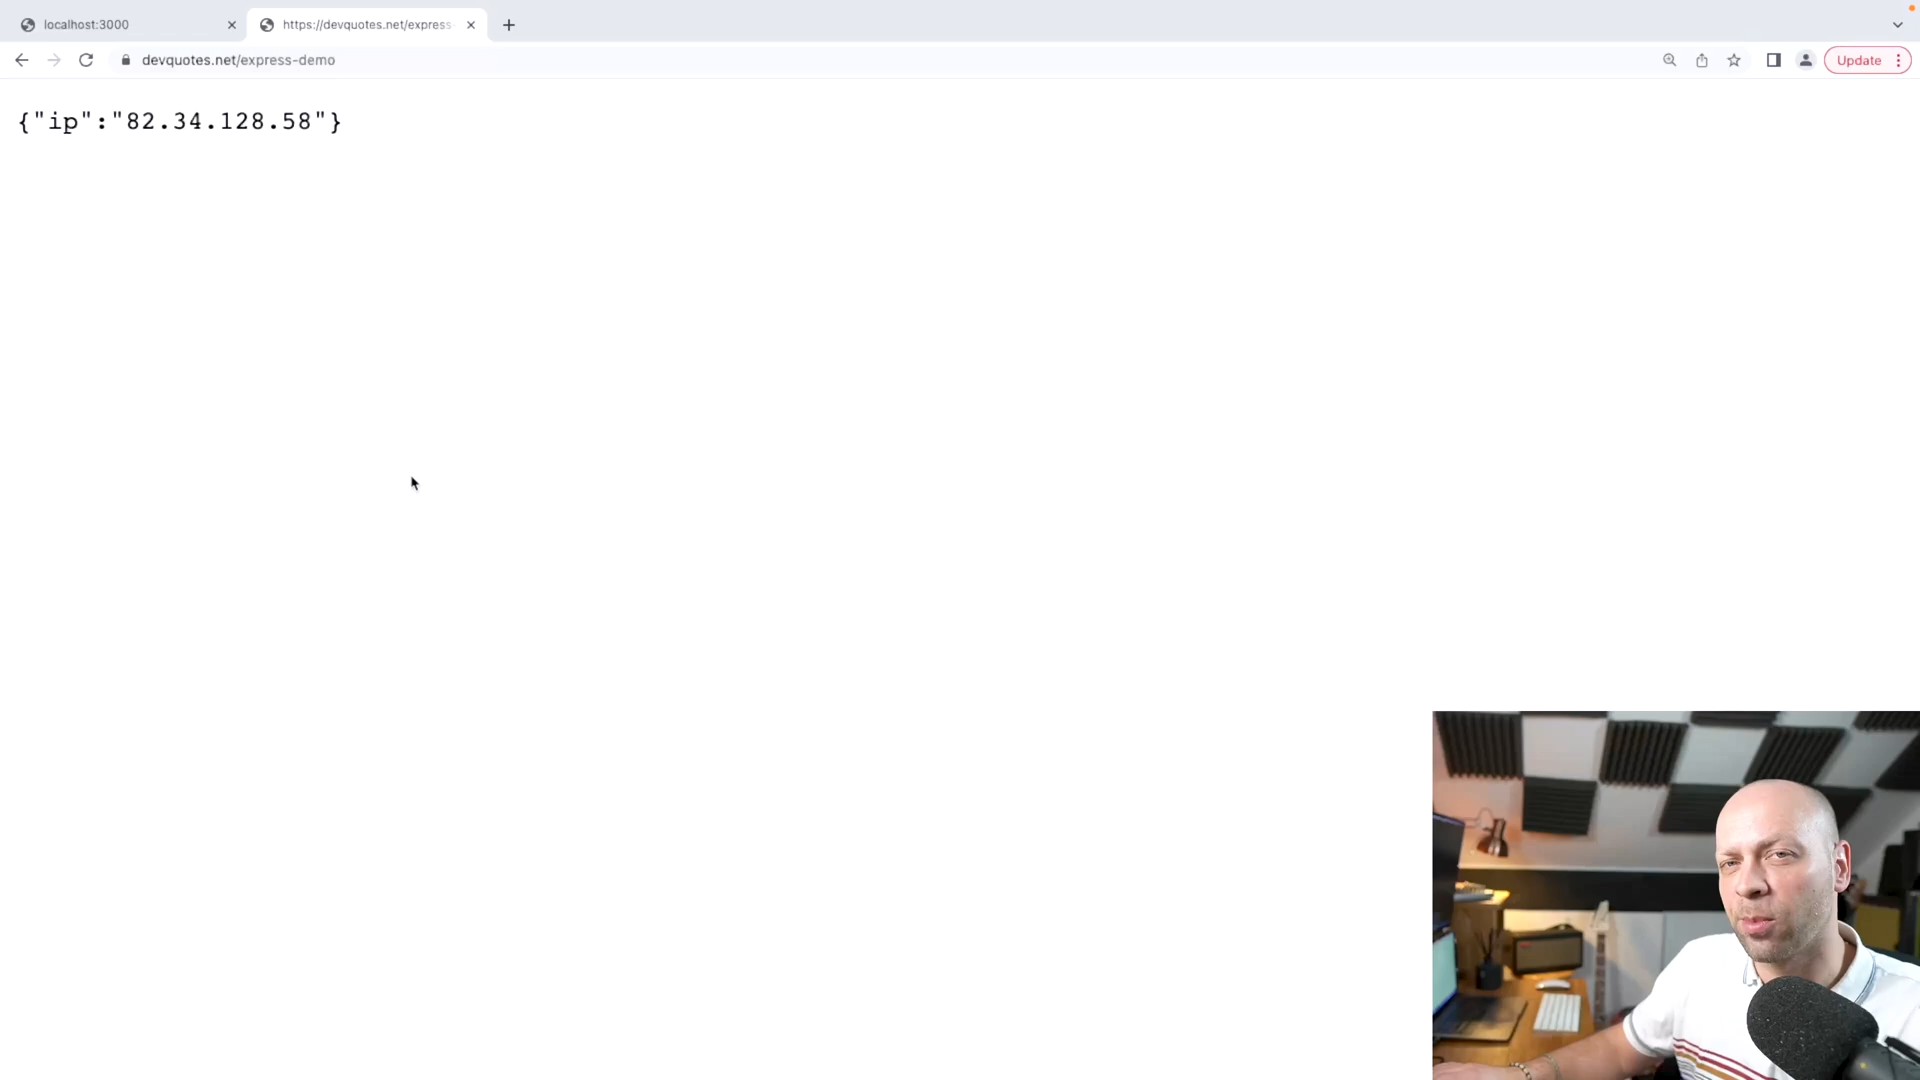 localhost:3000
https://devquotes.net/express-
devquotes.net/express-demo
Update
{"ip":"82.34.128.58"}